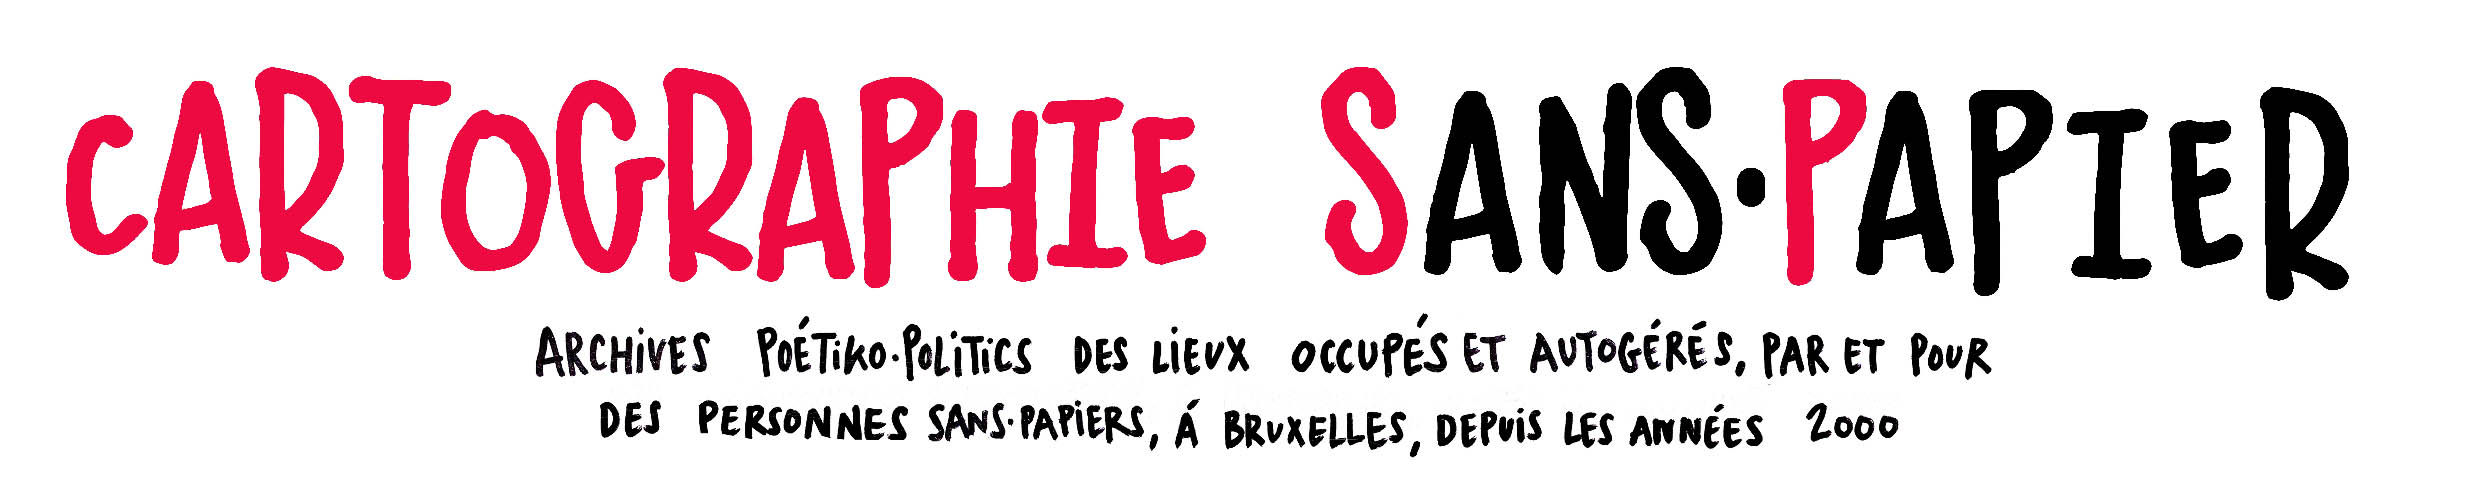 CARTOGRAPHIE SANS·PAPIER
ARCHIVES POÉTIKO·POLITICS DES LIEUX OCCUPÉS ET AUTOGÉRÉS, PAR ET POUR
DES PERSONNES SANS·PAPIERS, Á BRUXELLES, DEPUIS LES ANNÉES 2000